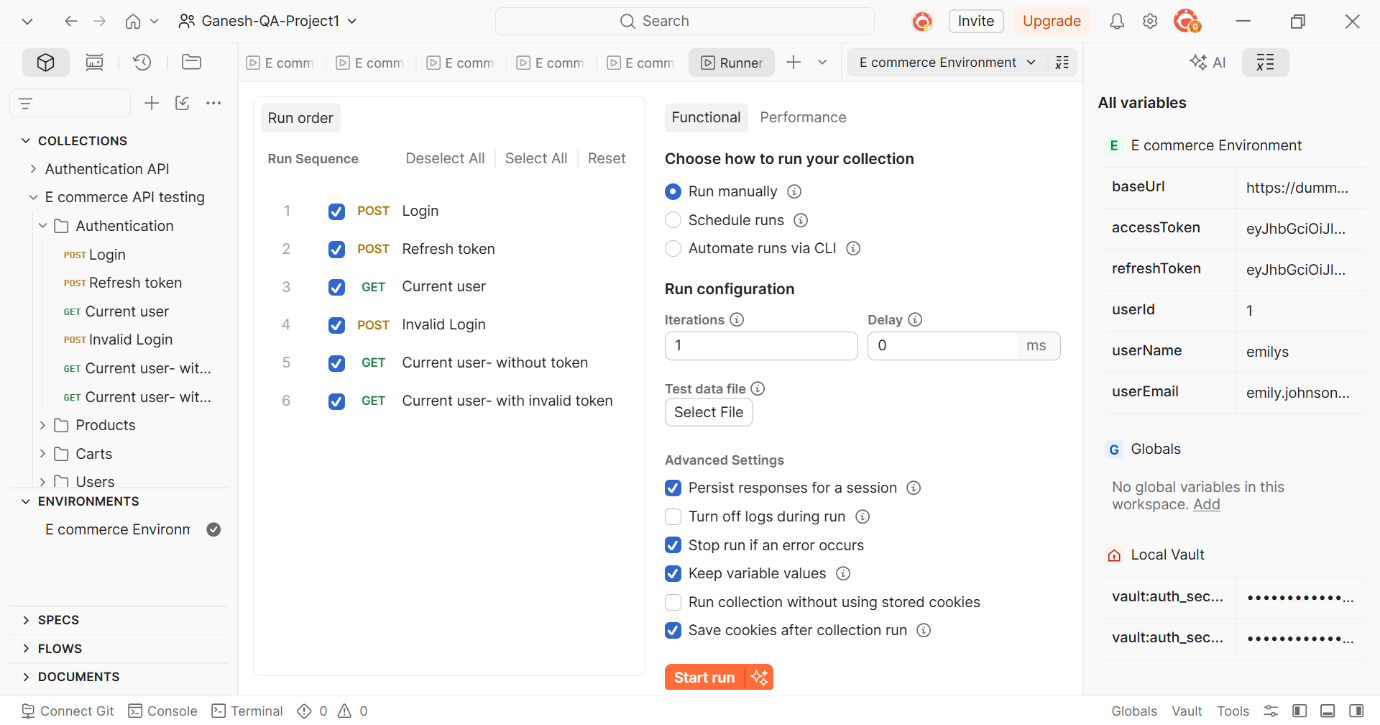 Ganesh-QA-Project1
Search
Invite
Upgrade
G
E comm
E comm
E comm
E comm
E comm
Runner
E commerce Environment
AI
COLLECTIONS
Authentication API
E commerce API testing
Authentication
POST Login
POST Refresh token
GET Current user
POST Invalid Login
GET Current user- wit...
GET Current user- wit...
Products
Carts
Users
ENVIRONMENTS
E commerce Environm
SPECS
FLOWS
DOCUMENTS
Run order
Run Sequence
Deselect All
Select All
Reset
1 POST Login
2 POST Refresh token
3 GET Current user
4 POST Invalid Login
5 GET Current user- without token
6 GET Current user- with invalid token
Functional
Performance
Choose how to run your collection
Run manually
Schedule runs
Automate runs via CLI
Run configuration
Iterations
Delay
1
0
ms
Test data file
Select File
Advanced Settings
Persist responses for a session
Turn off logs during run
Stop run if an error occurs
Keep variable values
Run collection without using stored cookies
Save cookies after collection run
Start run
All variables
E E commerce Environment
baseUrl https://dumm...
accessToken eyJhbGciOiJI...
refreshToken eyJhbGciOiJI...
userId 1
userName emilys
userEmail emily.johnson...
G Globals
No global variables in this
workspace. Add
Local Vault
vault:auth_sec... ••••••••••••...
vault:auth_sec... ••••••••••••...
Connect Git
Console
Terminal
0
0
Globals
Vault
Tools